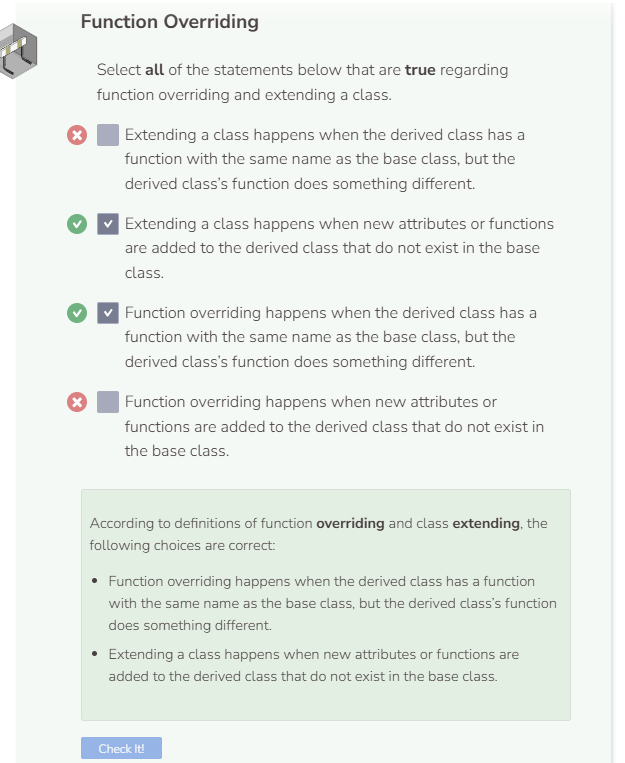 Function Overriding
Select all of the statements below that are true regarding
function overriding and extending a class.
Extending a class happens when the derived class has a
function with the same name as the base class, but the
derived class's function does something different.
Extending a class happens when new attributes or functions
are added to the derived class that do not exist in the base
class.
Function overriding happens when the derived class has a
function with the same name as the base class, but the
derived class's function does something different.
Function overriding happens when new attributes or
functions are added to the derived class that do not exist in
the base class.
According to definitions of function overriding and class extending, the
following choices are correct:
• Function overriding happens when the derived class has a function
with the same name as the base class, but the derived class's function
does something different.
• Extending a class happens when new attributes or functions are
added to the derived class that do not exist in the base class.
Check It!